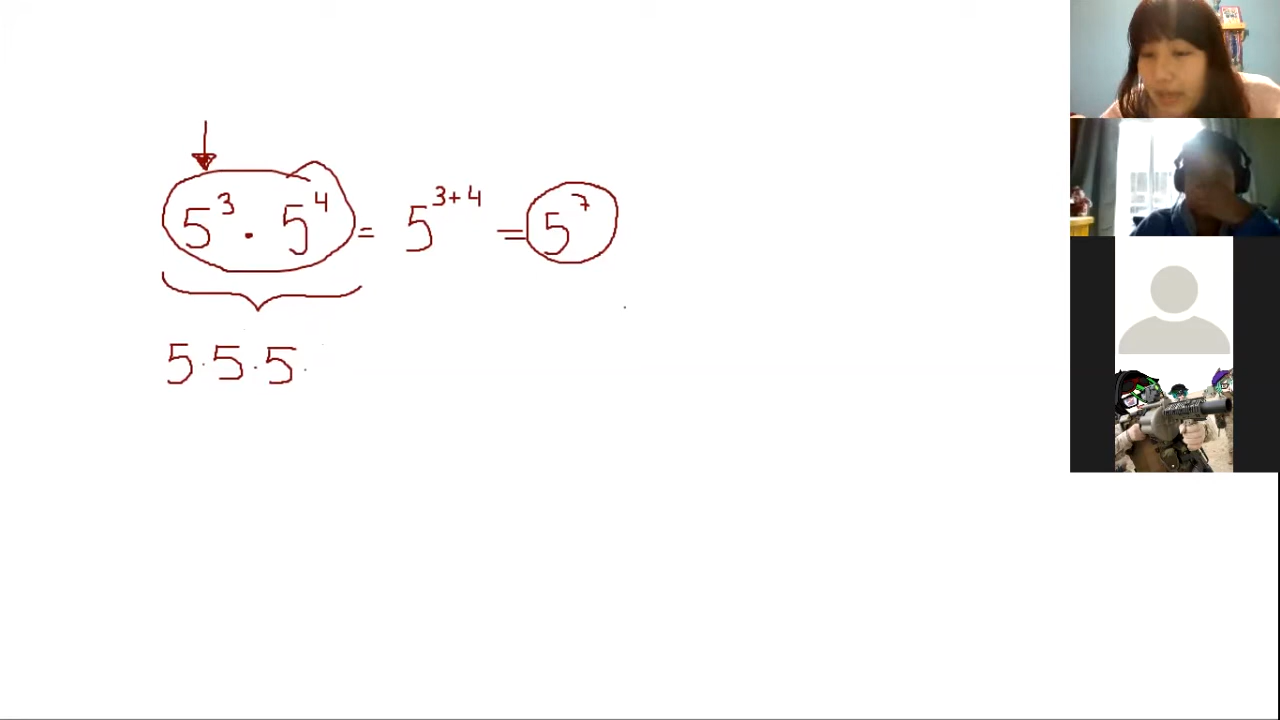 5³ · 5⁴ = 5³⁺⁴ = 5⁷
5 · 5 · 5 ·